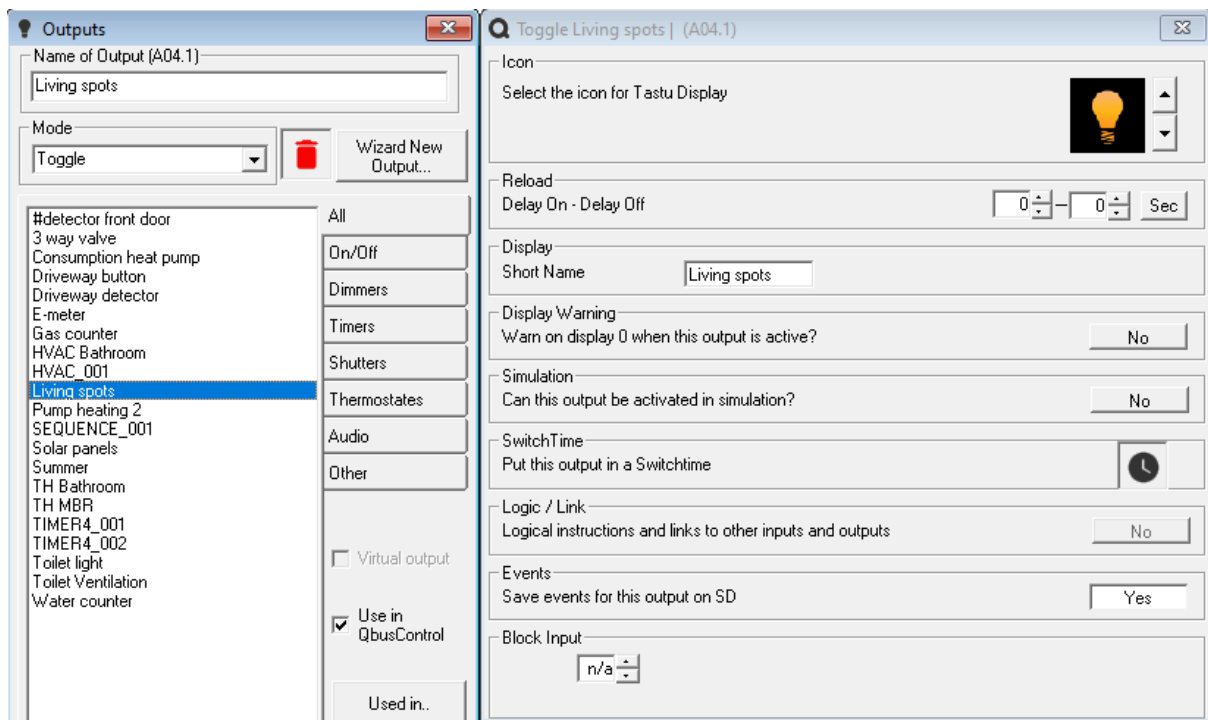 Outputs
Name of Output (A04.1)
Living spots
Mode
Toggle
Wizard New
Output...
#detector front door
3 way valve
Consumption heat pump
Driveway button
Driveway detector
E-meter
Gas counter
HVAC Bathroom
HVAC_001
Living spots
Pump heating 2
SEQUENCE_001
Solar panels
Summer
TH Bathroom
TH MBR
TIMER4_001
TIMER4_002
Toilet light
Toilet Ventilation
Water counter
All
On/Off
Dimmers
Timers
Shutters
Thermostates
Audio
Other
Virtual output
Use in
QbusControl
Used in..
Toggle Living spots | (A04.1)
Icon
Select the icon for Tastu Display
Reload
Delay On - Delay Off
0 – 0 Sec
Display
Short Name Living spots
Display Warning
Warn on display 0 when this output is active? No
Simulation
Can this output be activated in simulation? No
SwitchTime
Put this output in a Switchtime
Logic / Link
Logical instructions and links to other inputs and outputs No
Events
Save events for this output on SD Yes
Block Input
n/a